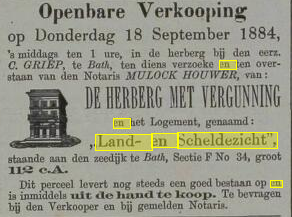 Openbare Verkooping
op Donderdag 18 September 1884,
's middags ten 1 ure, in de herberg bij den eerz.
C. GRIEP, te Bath, ten diens verzoeke en ten over-
staan van den Notaris MULOCK HOUWER, van:
DE HERBERG MET VERGUNNING
en het Logement, genaamd:
„Land- en Scheldezicht",
staande aan den zeedijk te Bath, Sectie F No 34, groot
112 c.A.
Dit perceel levert nog steeds een goed bestaan op en
is inmiddels uit de hand te koop. Te bevragen
bij den Verkooper en bij gemelden Notaris.